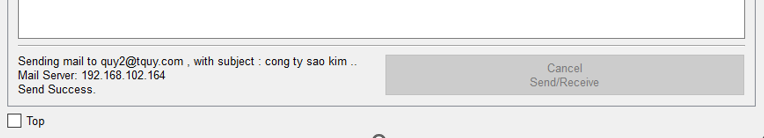 Sending mail to quy2@tquy.com , with subject : cong ty sao kim ..
Mail Server: 192.168.102.164
Send Success.
Cancel
Send/Receive
Top